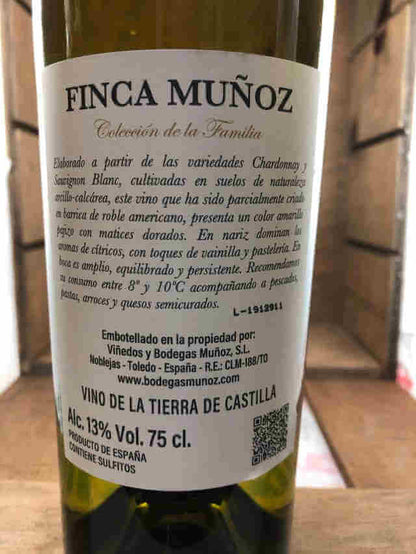 FINCA MUÑOZ
Colección de la Familia
Elaborado a partir de las variedades Chardonnay y
Sauvignon Blanc, cultivadas en suelos de naturaleza
arcillo-calcárea, este vino que ha sido parcialmente criado
en barrica de roble americano, presenta un color amarillo
pajizo con matices dorados. En nariz dominan los
aromas de cítricos, con toques de vainilla y pastelería. En
boca es amplio, equilibrado y persistente. Recomendamos
su consumo entre 8º y 10ºC acompañando a pescados,
pastas, arroces y quesos semicurados.
L-1912911
Embotellado en la propiedad por:
Viñedos y Bodegas Muñoz, S.L.
Noblejas - Toledo - España - R.E.: CLM-188/TO
www.bodegasmunoz.com
VINO DE LA TIERRA DE CASTILLA
Alc. 13% Vol. 75 cl.
PRODUCTO DE ESPAÑA
CONTIENE SULFITOS